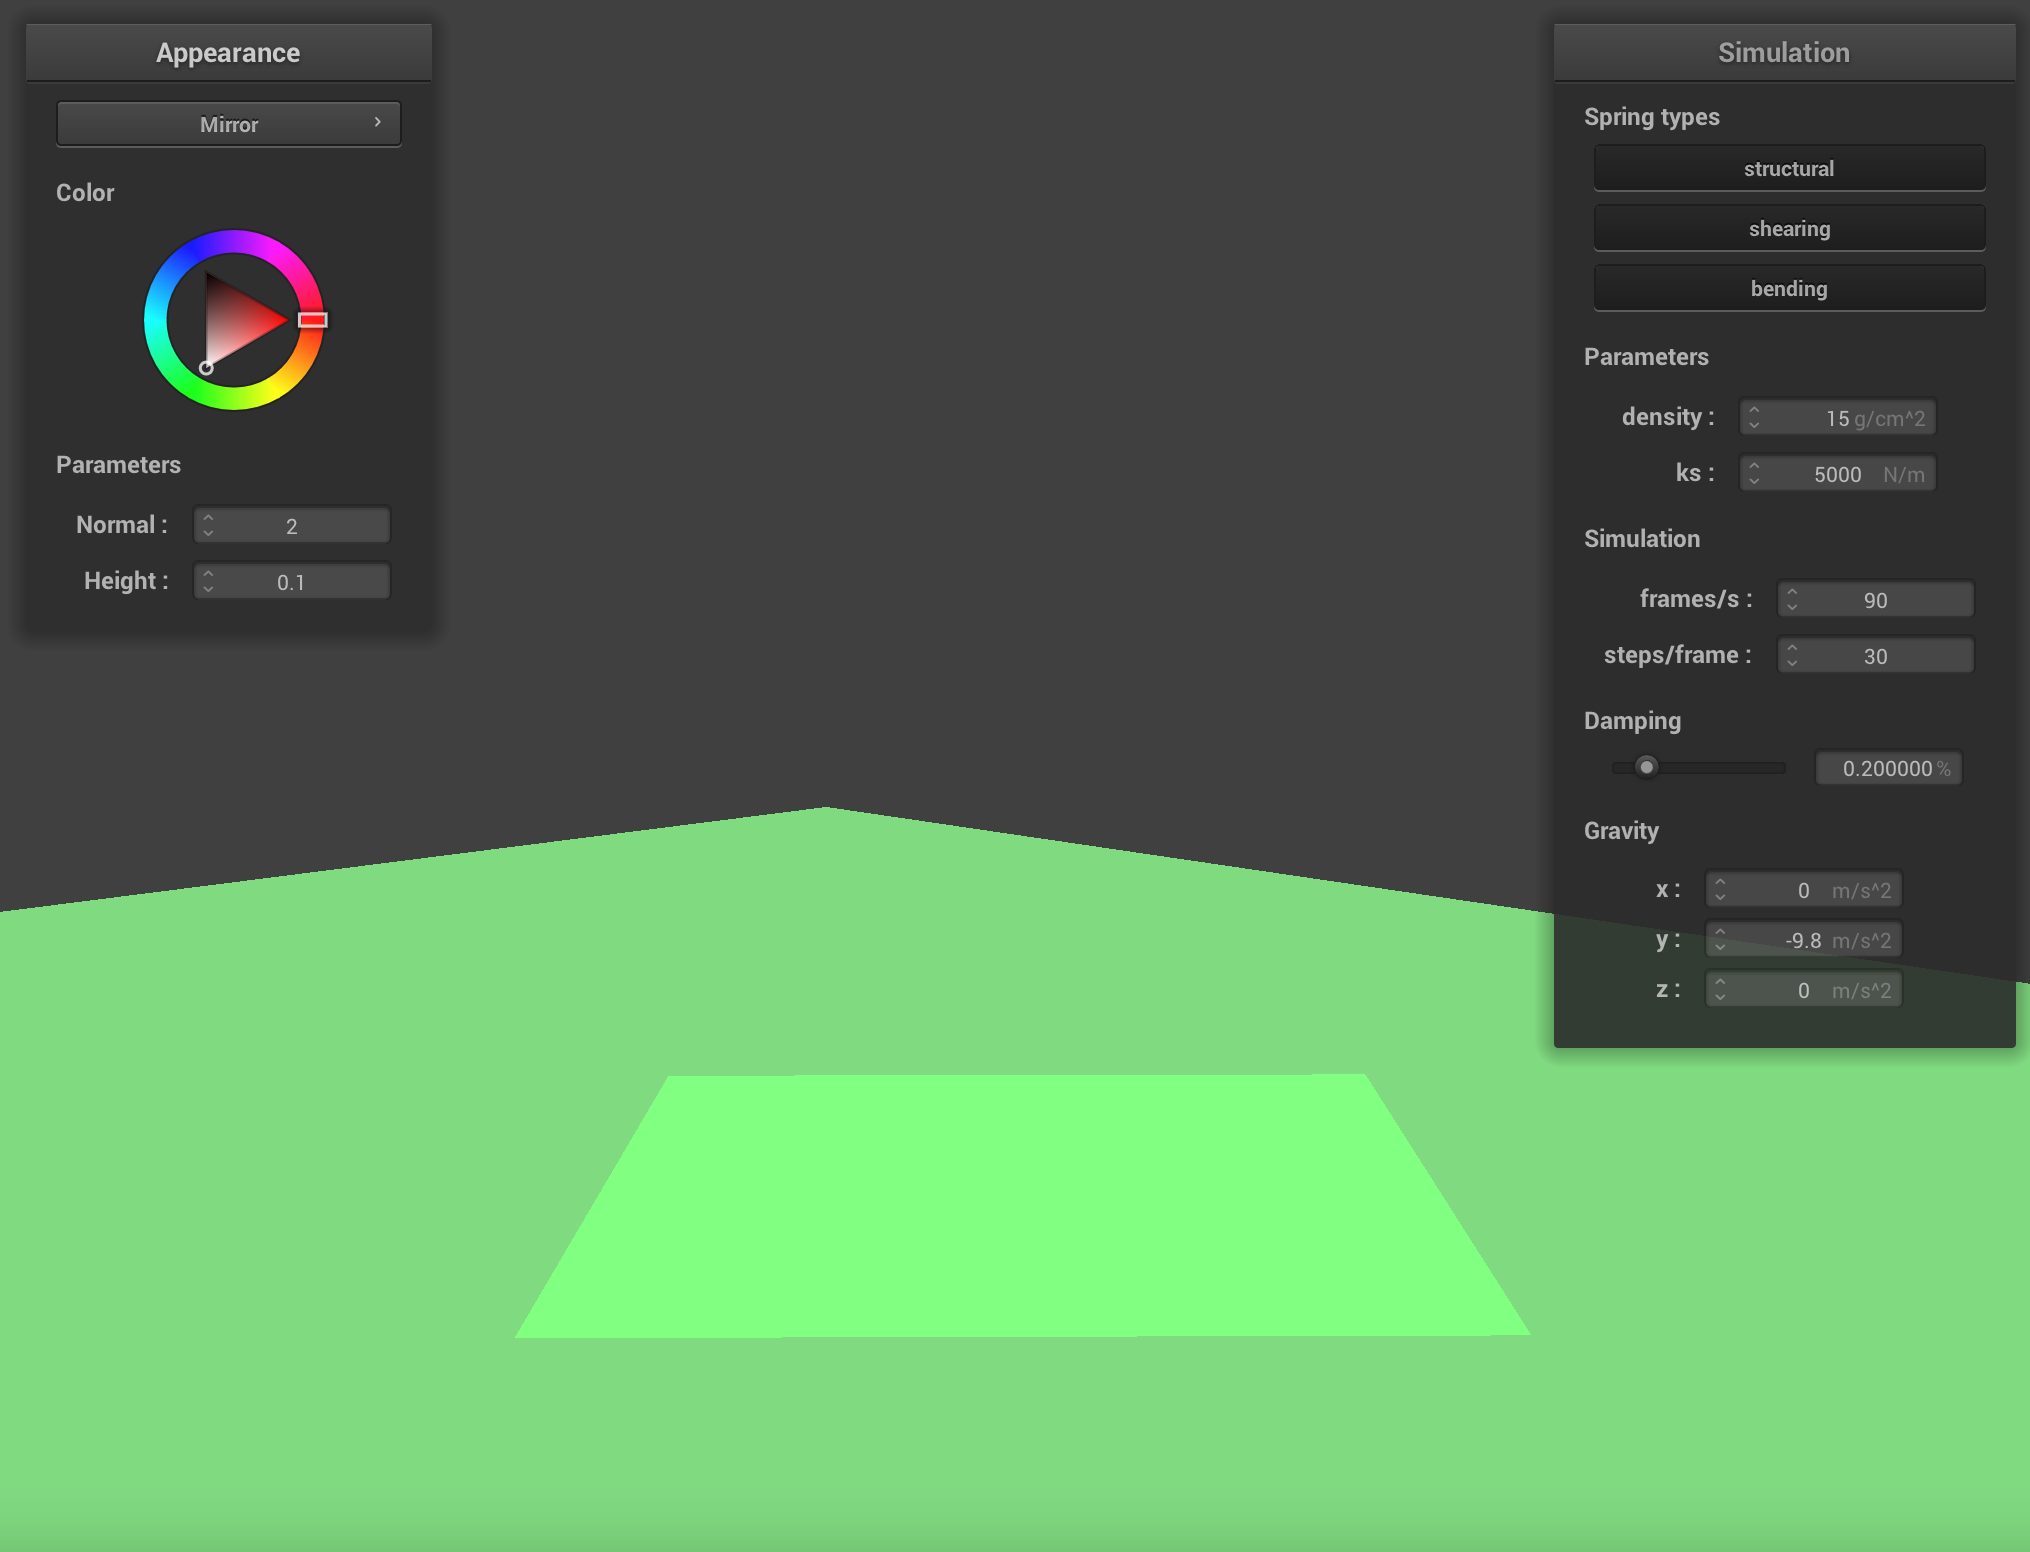 Appearance
Mirror
Color
Parameters
Normal : 2
Height : 0.1
Simulation
Spring types
structural
shearing
bending
Parameters
density : 15 g/cm^2
ks : 5000 N/m
Simulation
frames/s : 90
steps/frame : 30
Damping
0.200000 %
Gravity
x : 0 m/s^2
y : -9.8 m/s^2
z : 0 m/s^2